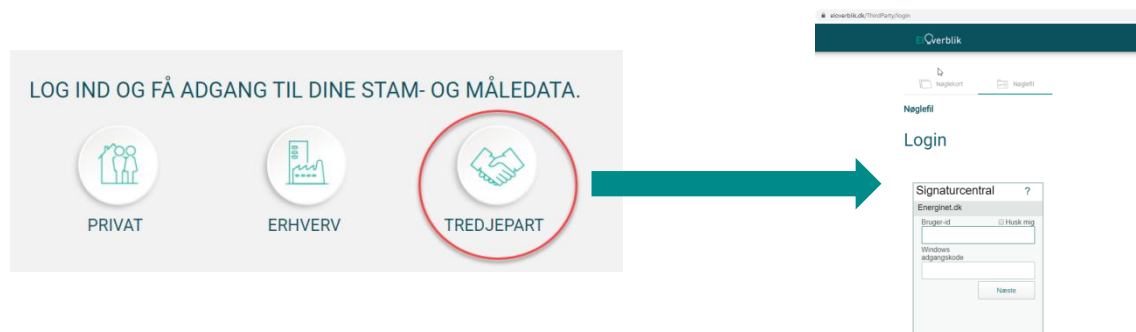 LOG IND OG FÅ ADGANG TIL DINE STAM- OG MÅLEDATA.
PRIVAT
ERHVERV
TREDJEPART
eloverblik.dk/ThirdParty/login
ElOverblik
Nøglekort
Nøglefil
Nøglefil
Login
Signaturcentral ?
Energinet.dk
Bruger-id Husk mig
Windows
adgangskode
Næste